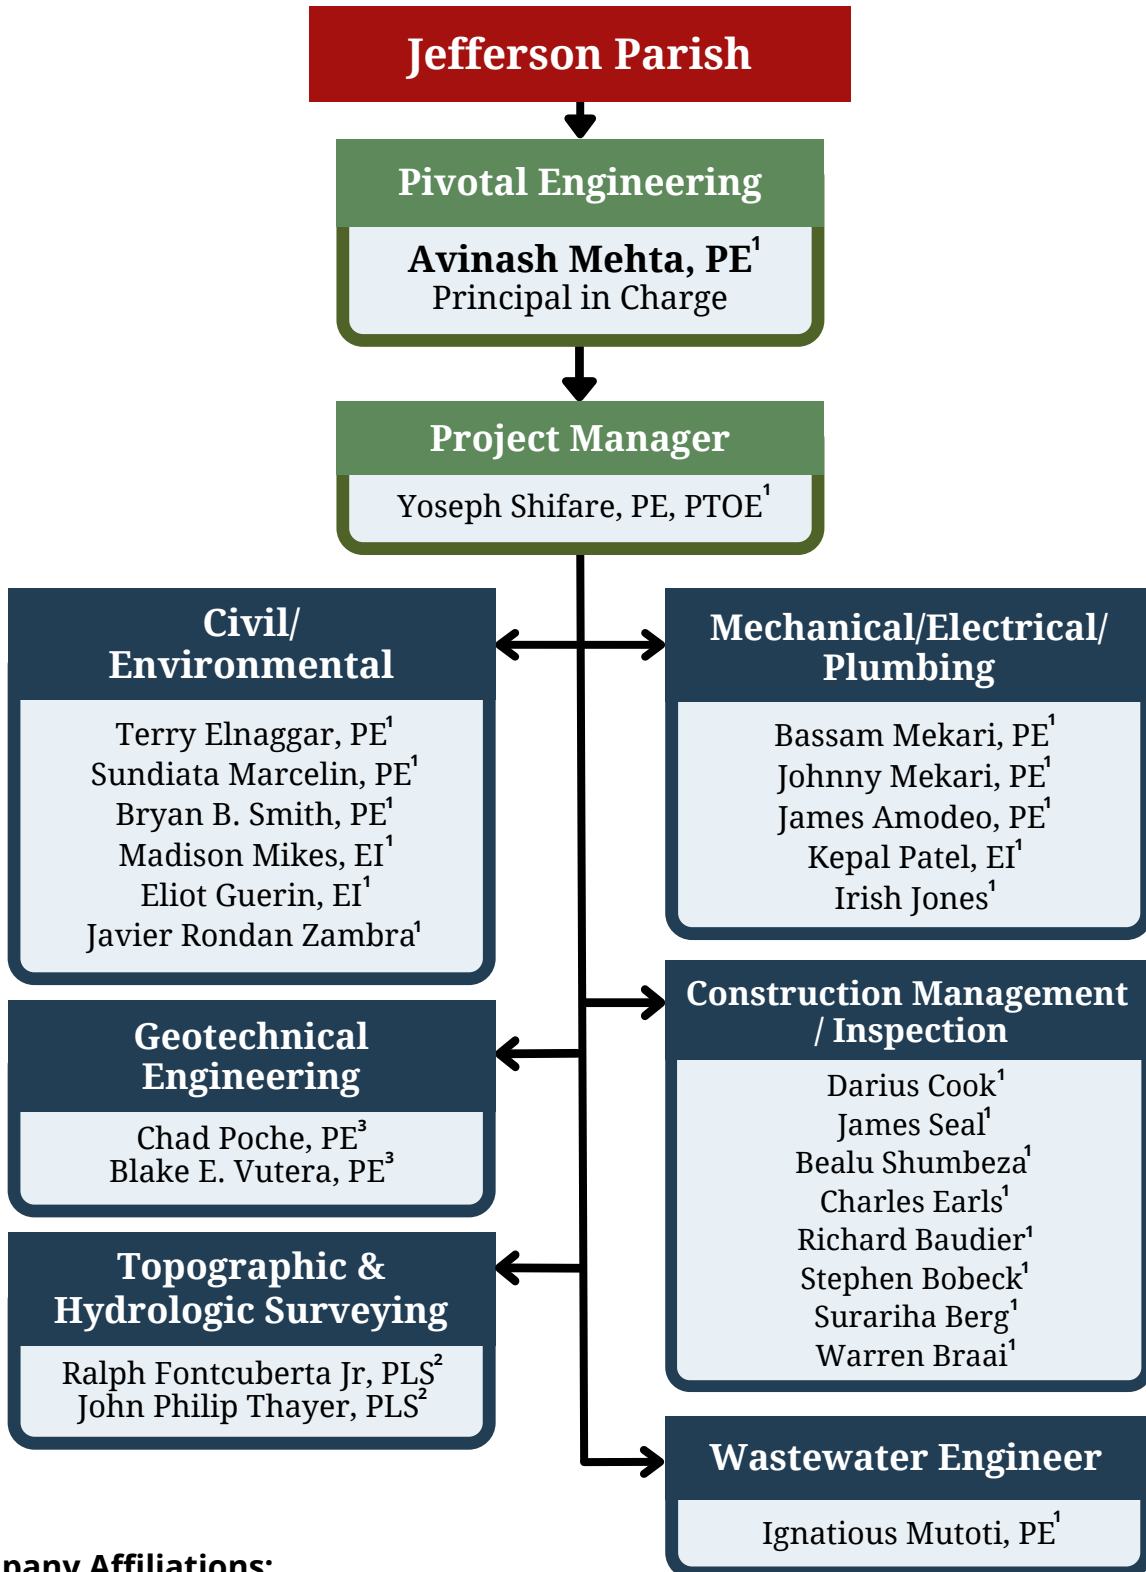 Jefferson Parish
Pivotal Engineering
Avinash Mehta, PE¹
Principal in Charge
Project Manager
Yoseph Shifare, PE, PTOE¹
Civil/
Environmental
Terry Elnaggar, PE¹
Sundiata Marcelin, PE¹
Bryan B. Smith, PE¹
Madison Mikes, EI¹
Eliot Guerin, EI¹
Javier Rondan Zambra¹
Mechanical/Electrical/
Plumbing
Bassam Mekari, PE¹
Johnny Mekari, PE¹
James Amodeo, PE¹
Kepal Patel, EI¹
Irish Jones¹
Geotechnical
Engineering
Chad Poche, PE³
Blake E. Vutera, PE³
Construction Management
/ Inspection
Darius Cook¹
James Seal¹
Bealu Shumbeza¹
Charles Earls¹
Richard Baudier¹
Stephen Bobeck¹
Surariha Berg¹
Warren Braai¹
Topographic &
Hydrologic Surveying
Ralph Fontcuberta Jr, PLS²
John Philip Thayer, PLS²
Wastewater Engineer
Ignatious Mutoti, PE¹
pany Affiliations: